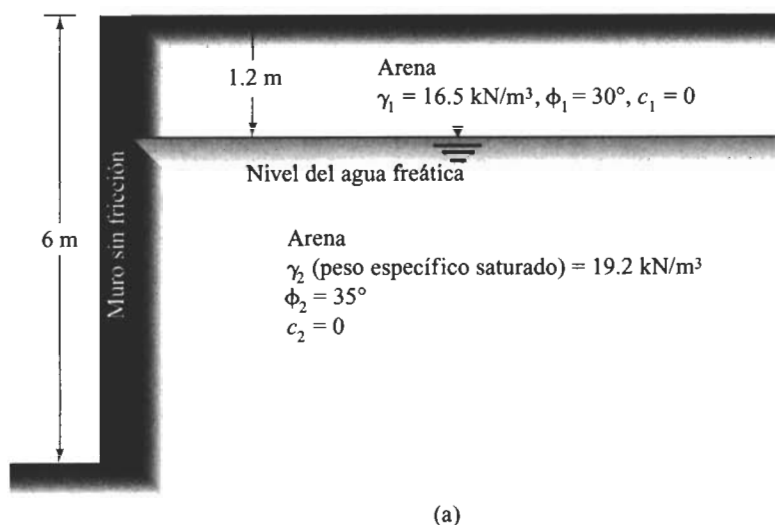 1.2 m
Arena
γ₁ = 16.5 kN/m³, ϕ₁ = 30°, c₁ = 0
Nivel del agua freática
6 m
Muro sin fricción
Arena
γ₂ (peso específico saturado) = 19.2 kN/m³
ϕ₂ = 35°
c₂ = 0
(a)